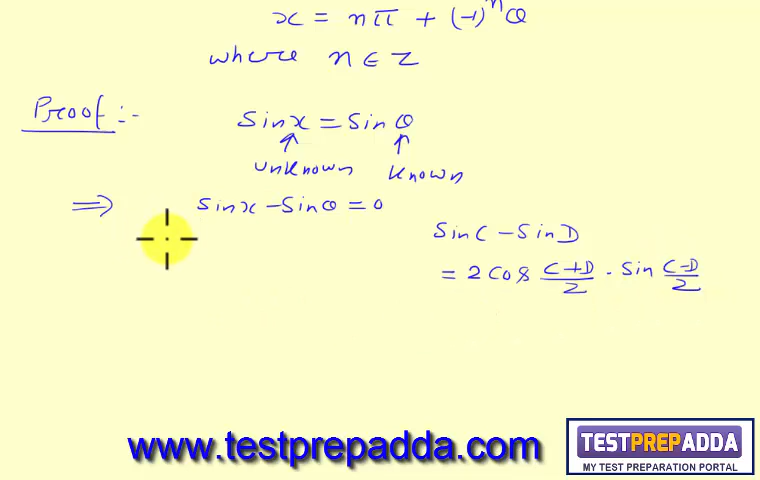 x = nπ + (-1)ⁿ θ
where n ∈ Z
Proof :-
Sin x = Sin θ
↑ ↑
unknown known
⇒ Sin x - Sin θ = 0
Sin C - Sin D
= 2 Cos (C+D)/2 · Sin (C-D)/2
www.testprepadda.com
TESTPREPADDA
MY TEST PREPARATION PORTAL